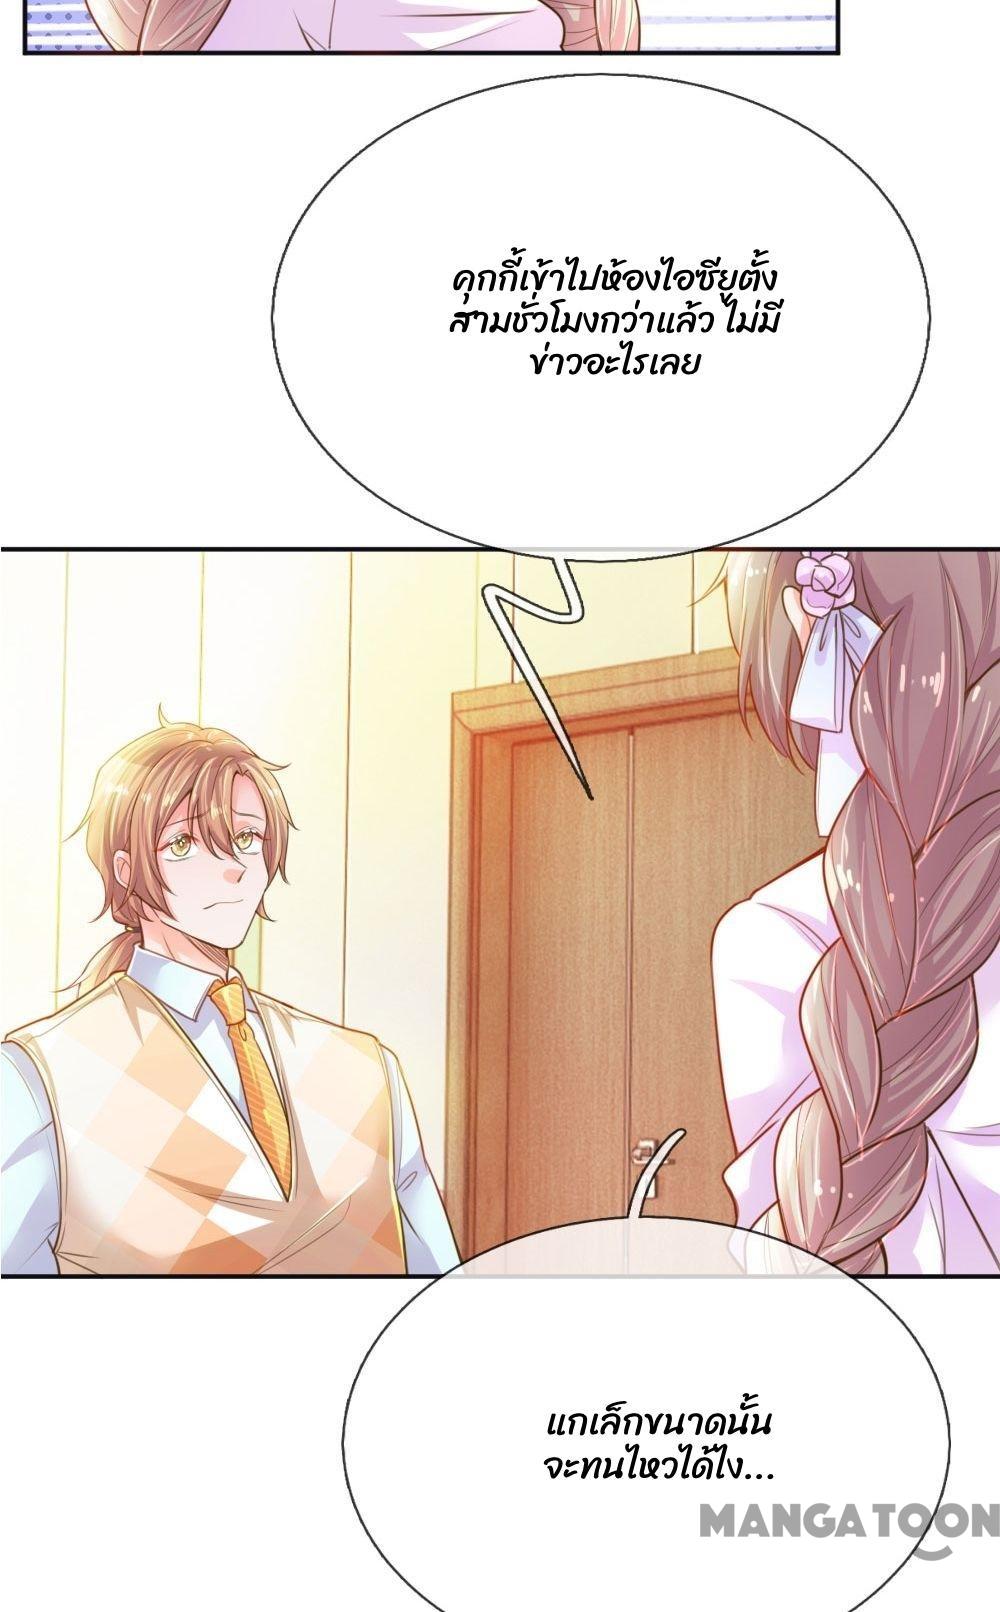 คุกกี้เข้าไปห้องไอซียูตั้ง
สามชั่วโมงกว่าแล้ว ไม่มี
ข่าวอะไรเลย
แกเล็กขนาดนั้น
จะทนไหวได้ไง...
MANGATOON